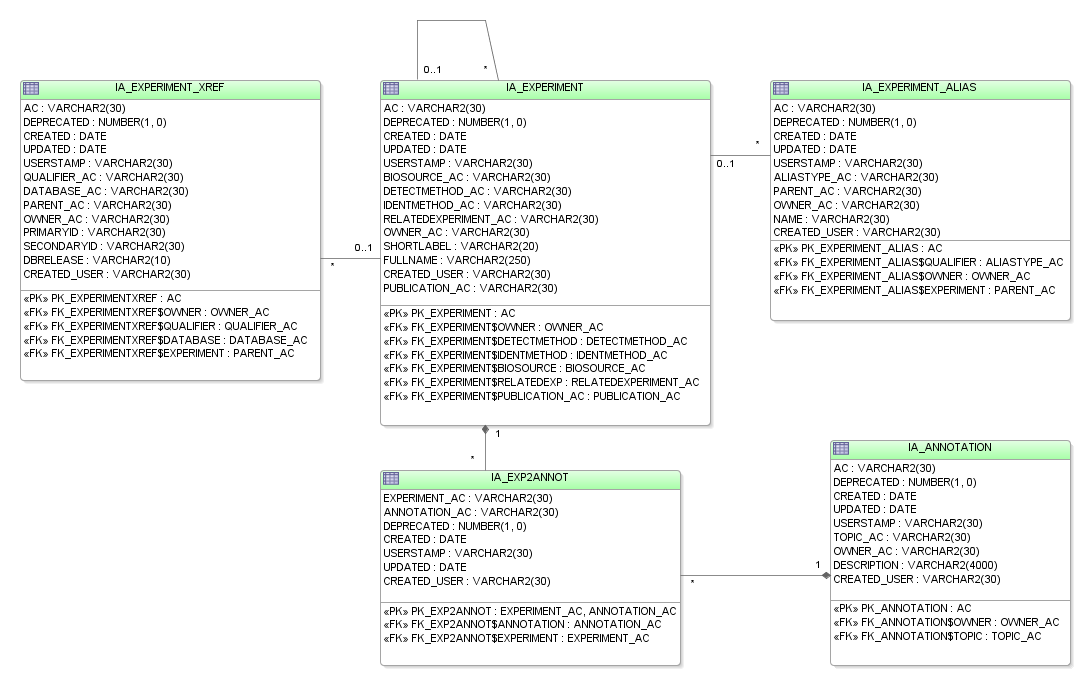 0..1
*
IA_EXPERIMENT_XREF
AC : VARCHAR2(30)
DEPRECATED : NUMBER(1, 0)
CREATED : DATE
UPDATED : DATE
USERSTAMP : VARCHAR2(30)
QUALIFIER_AC : VARCHAR2(30)
DATABASE_AC : VARCHAR2(30)
PARENT_AC : VARCHAR2(30)
OWNER_AC : VARCHAR2(30)
PRIMARYID : VARCHAR2(30)
SECONDARYID : VARCHAR2(30)
DBRELEASE : VARCHAR2(10)
CREATED_USER : VARCHAR2(30)
«PK» PK_EXPERIMENTXREF : AC
«FK» FK_EXPERIMENTXREF$OWNER : OWNER_AC
«FK» FK_EXPERIMENTXREF$QUALIFIER : QUALIFIER_AC
«FK» FK_EXPERIMENTXREF$DATABASE : DATABASE_AC
«FK» FK_EXPERIMENTXREF$EXPERIMENT : PARENT_AC
0..1
*
IA_EXPERIMENT
AC : VARCHAR2(30)
DEPRECATED : NUMBER(1, 0)
CREATED : DATE
UPDATED : DATE
USERSTAMP : VARCHAR2(30)
BIOSOURCE_AC : VARCHAR2(30)
DETECTMETHOD_AC : VARCHAR2(30)
IDENTMETHOD_AC : VARCHAR2(30)
RELATEDEXPERIMENT_AC : VARCHAR2(30)
OWNER_AC : VARCHAR2(30)
SHORTLABEL : VARCHAR2(20)
FULLNAME : VARCHAR2(250)
CREATED_USER : VARCHAR2(30)
PUBLICATION_AC : VARCHAR2(30)
«PK» PK_EXPERIMENT : AC
«FK» FK_EXPERIMENT$OWNER : OWNER_AC
«FK» FK_EXPERIMENT$DETECTMETHOD : DETECTMETHOD_AC
«FK» FK_EXPERIMENT$IDENTMETHOD : IDENTMETHOD_AC
«FK» FK_EXPERIMENT$BIOSOURCE : BIOSOURCE_AC
«FK» FK_EXPERIMENT$RELATEDEXP : RELATEDEXPERIMENT_AC
«FK» FK_EXPERIMENT$PUBLICATION_AC : PUBLICATION_AC
*
0..1
IA_EXPERIMENT_ALIAS
AC : VARCHAR2(30)
DEPRECATED : NUMBER(1, 0)
CREATED : DATE
UPDATED : DATE
USERSTAMP : VARCHAR2(30)
ALIASTYPE_AC : VARCHAR2(30)
PARENT_AC : VARCHAR2(30)
OWNER_AC : VARCHAR2(30)
NAME : VARCHAR2(30)
CREATED_USER : VARCHAR2(30)
«PK» PK_EXPERIMENT_ALIAS : AC
«FK» FK_EXPERIMENT_ALIAS$QUALIFIER : ALIASTYPE_AC
«FK» FK_EXPERIMENT_ALIAS$OWNER : OWNER_AC
«FK» FK_EXPERIMENT_ALIAS$EXPERIMENT : PARENT_AC
1
*
IA_EXP2ANNOT
EXPERIMENT_AC : VARCHAR2(30)
ANNOTATION_AC : VARCHAR2(30)
DEPRECATED : NUMBER(1, 0)
CREATED : DATE
USERSTAMP : VARCHAR2(30)
UPDATED : DATE
CREATED_USER : VARCHAR2(30)
«PK» PK_EXP2ANNOT : EXPERIMENT_AC, ANNOTATION_AC
«FK» FK_EXP2ANNOT$ANNOTATION : ANNOTATION_AC
«FK» FK_EXP2ANNOT$EXPERIMENT : EXPERIMENT_AC
1
*
IA_ANNOTATION
AC : VARCHAR2(30)
DEPRECATED : NUMBER(1, 0)
CREATED : DATE
UPDATED : DATE
USERSTAMP : VARCHAR2(30)
TOPIC_AC : VARCHAR2(30)
OWNER_AC : VARCHAR2(30)
DESCRIPTION : VARCHAR2(4000)
CREATED_USER : VARCHAR2(30)
«PK» PK_ANNOTATION : AC
«FK» FK_ANNOTATION$OWNER : OWNER_AC
«FK» FK_ANNOTATION$TOPIC : TOPIC_AC